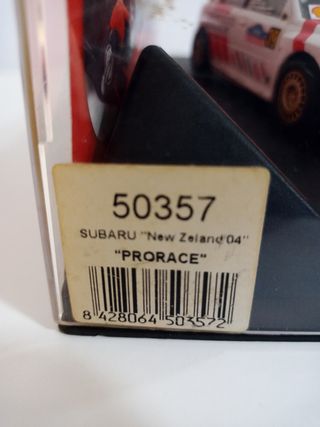 50357
SUBARU "New Zeland'04"
"PRORACE"
8 428064 503572